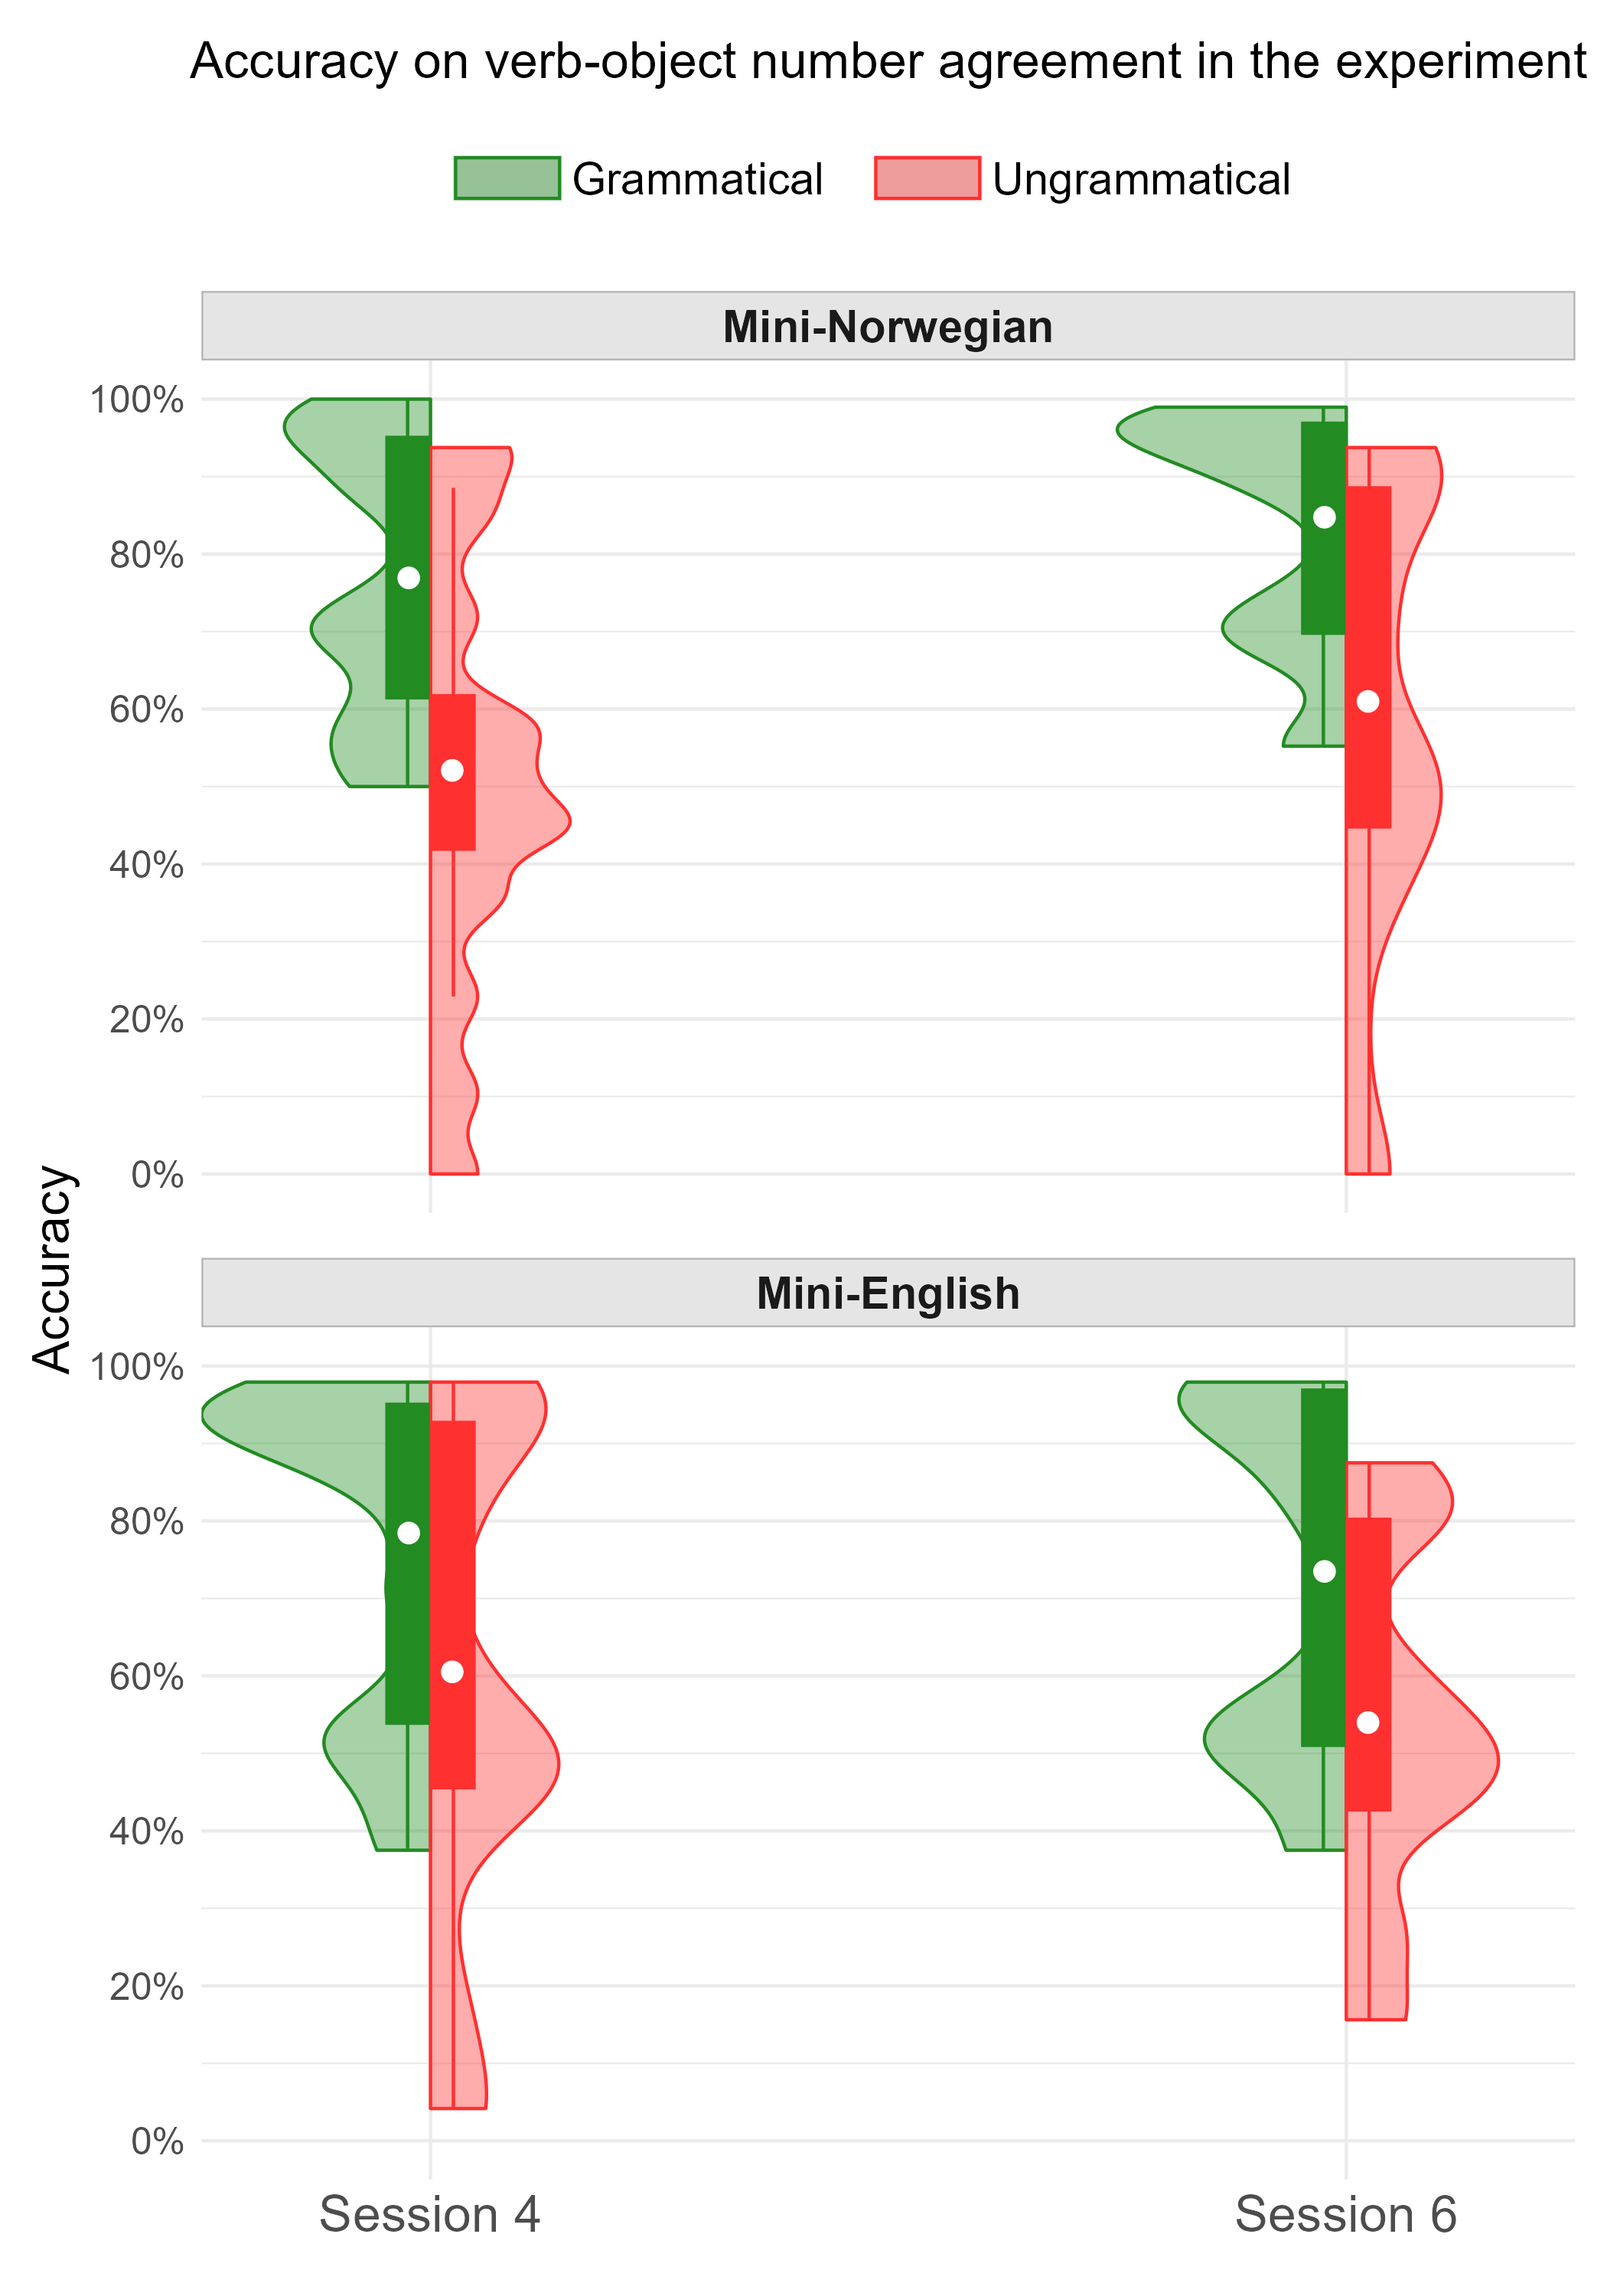 Accuracy on verb-object number agreement in the experiment
Grammatical Ungrammatical
Mini-Norwegian
100%
80%
60%
40%
20%
0%
Accuracy
Mini-English
100%
80%
60%
40%
20%
0%
Session 4 Session 6